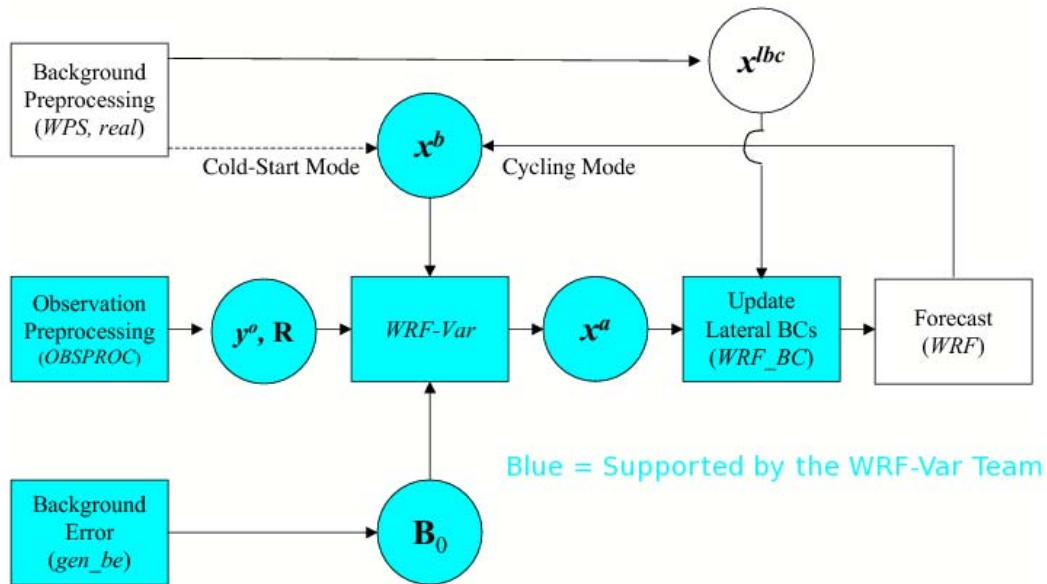 Background
Preprocessing
(WPS, real)
x^lbc
x^b
Cold-Start Mode
Cycling Mode
Observation
Preprocessing
(OBSPROC)
y^o, R
WRF-Var
x^a
Update
Lateral BCs
(WRF_BC)
Forecast
(WRF)
Blue = Supported by the WRF-Var Team
Background
Error
(gen_be)
B₀